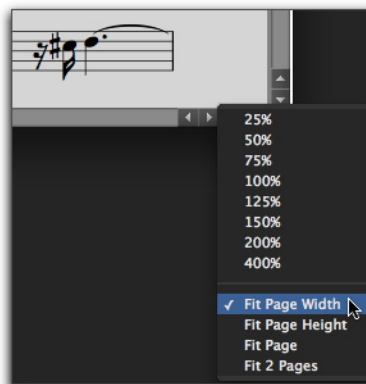 25%
50%
75%
100%
125%
150%
200%
400%
✓ Fit Page Width
Fit Page Height
Fit Page
Fit 2 Pages